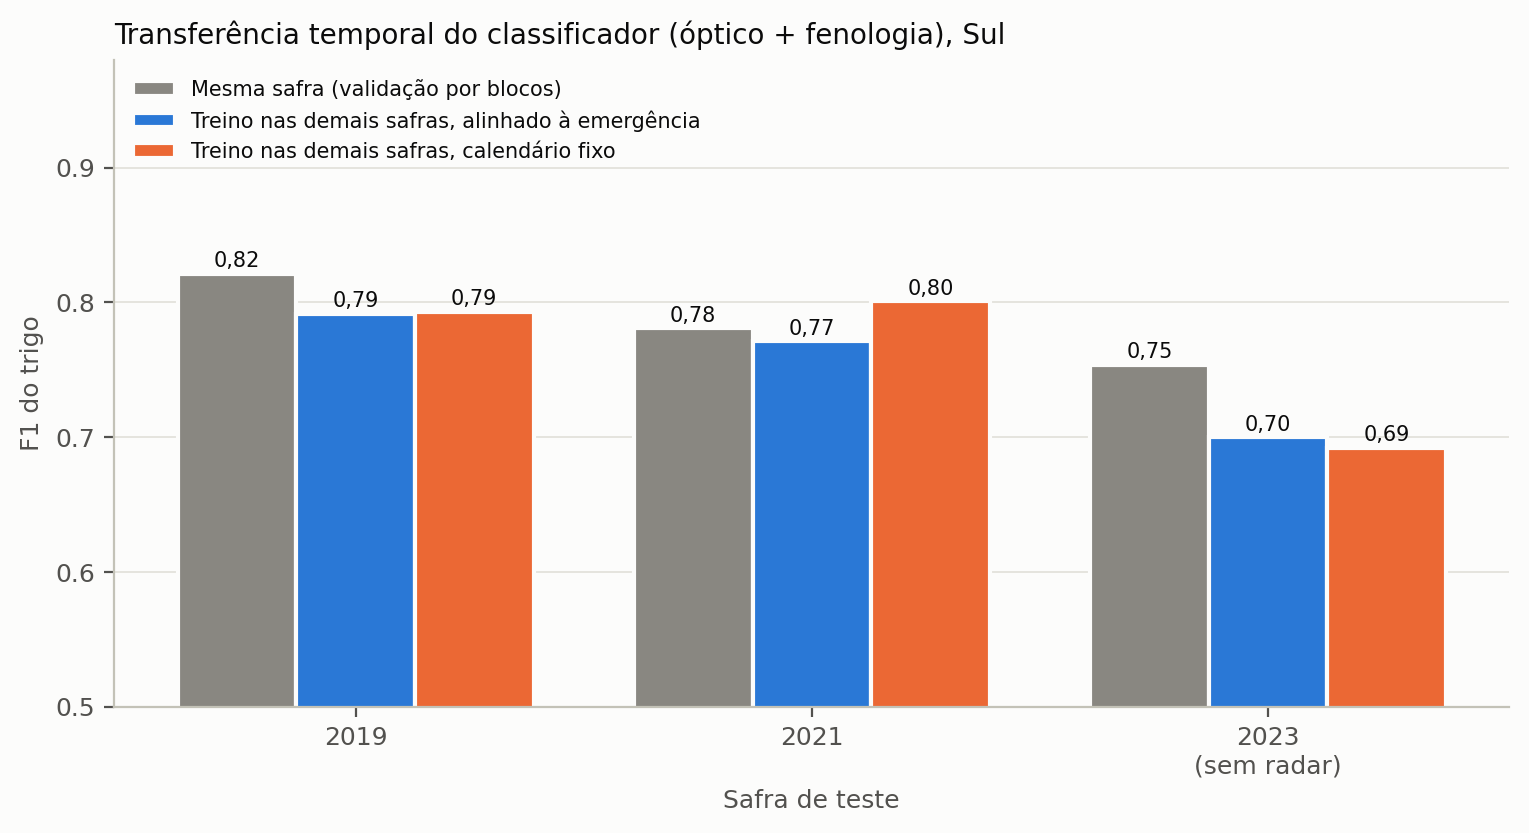 Transferência temporal do classificador (óptico + fenologia), Sul
Mesma safra (validação por blocos)
Treino nas demais safras, alinhado à emergência
Treino nas demais safras, calendário fixo
F1 do trigo
0.9
0.8
0.7
0.6
0.5
0,82
0,79
0,79
0,78
0,77
0,80
0,75
0,70
0,69
2019
2021
2023
(sem radar)
Safra de teste